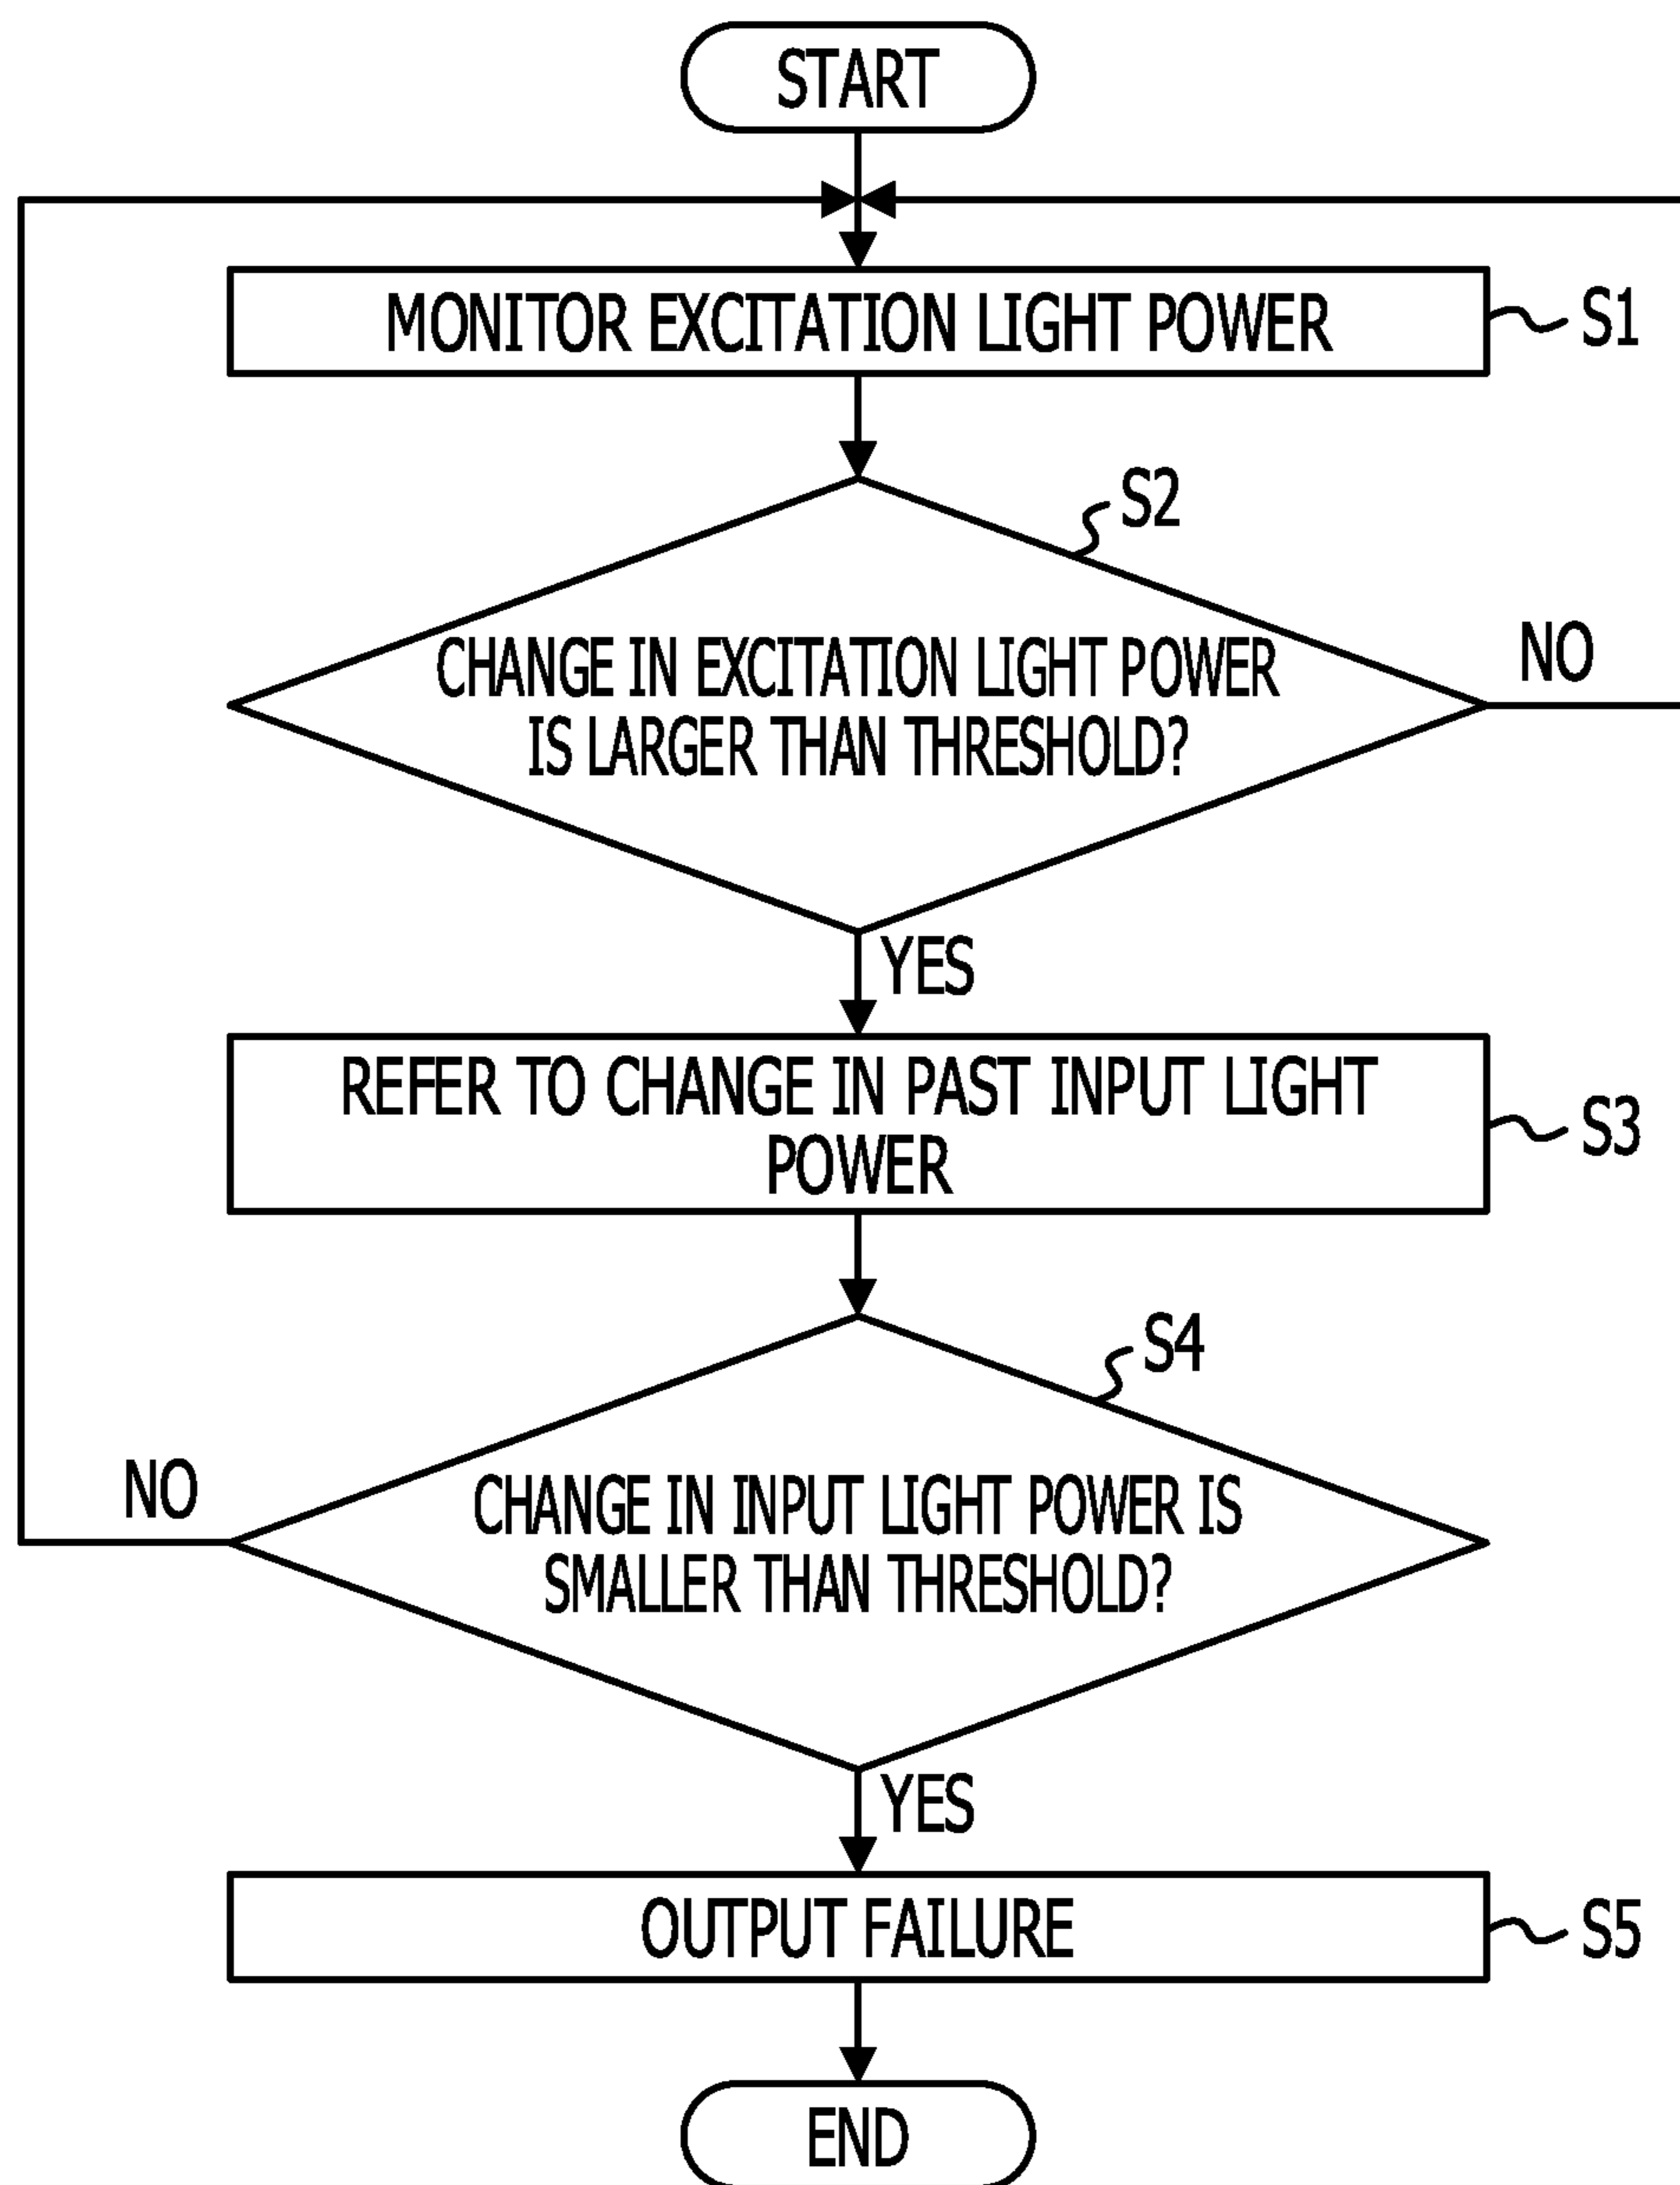 START
MONITOR EXCITATION LIGHT POWER
S1
S2
CHANGE IN EXCITATION LIGHT POWER
IS LARGER THAN THRESHOLD?
NO
YES
REFER TO CHANGE IN PAST INPUT LIGHT
POWER
S3
S4
CHANGE IN INPUT LIGHT POWER IS
SMALLER THAN THRESHOLD?
NO
YES
OUTPUT FAILURE
S5
END